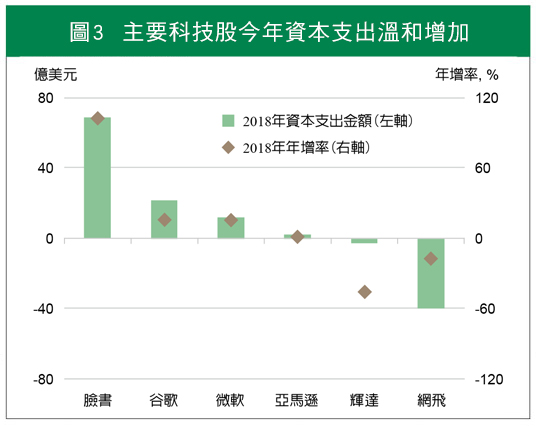 圖3 主要科技股今年資本支出溫和增加
億美元 年增率, %
80 120
2018年資本支出金額(左軸)
2018年年增率(右軸)
40 60
0 0
-40 -60
-80 -120
臉書 谷歌 微軟 亞馬遜 輝達 網飛